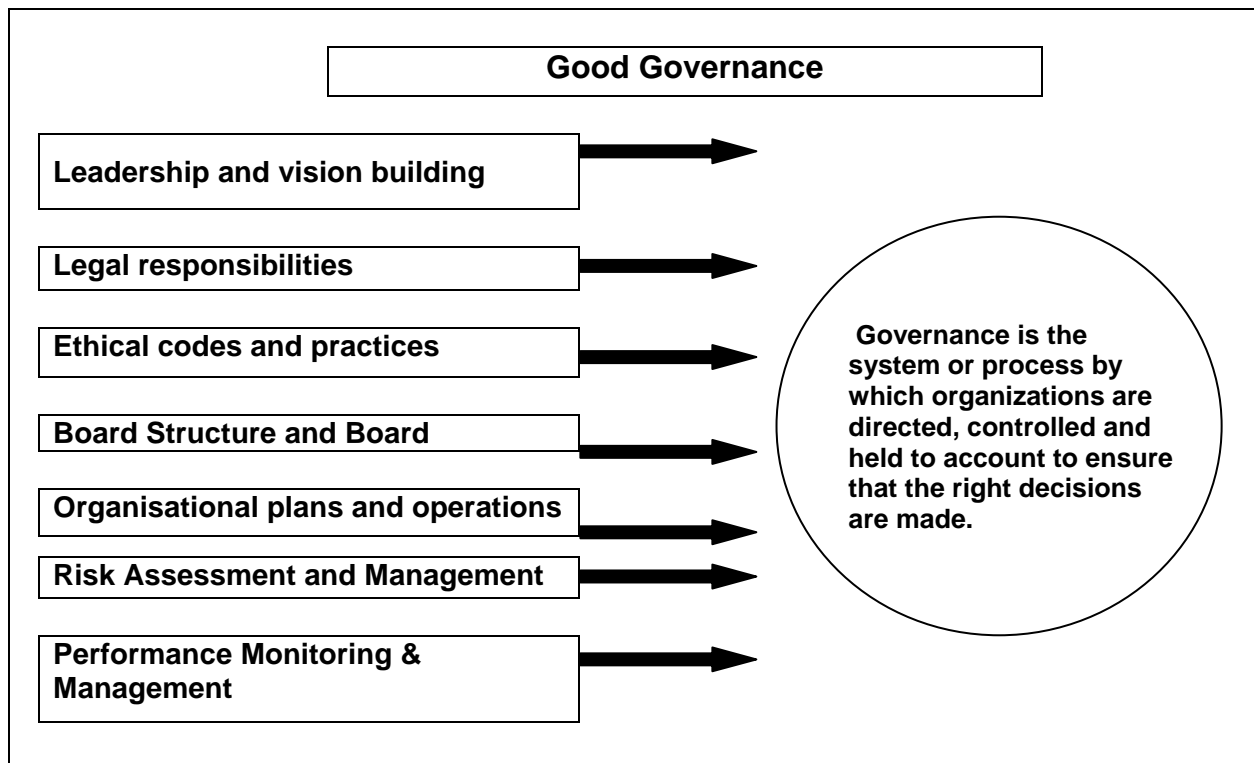 Good Governance
Leadership and vision building
Legal responsibilities
Ethical codes and practices
Board Structure and Board
Organisational plans and operations
Risk Assessment and Management
Performance Monitoring &
Management
Governance is the
system or process by
which organizations are
directed, controlled and
held to account to ensure
that the right decisions
are made.